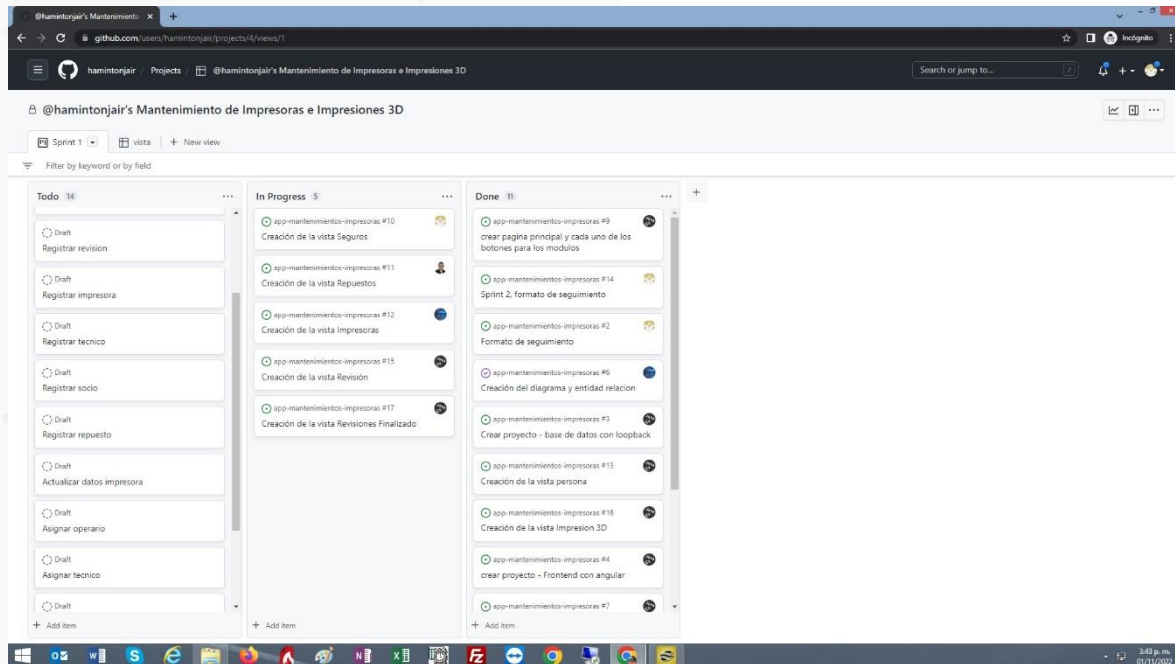 @hamintonjair's Mantenimiento
github.com/users/hamintonjair/projects/4/views/1
Incógnito
hamintonjair / Projects / @hamintonjair's Mantenimiento de Impresoras e Impresiones 3D
Search or jump to...
@hamintonjair's Mantenimiento de Impresoras e Impresiones 3D
Sprint 1
vista
+ New view
Filter by keyword or by field
Todo 14
Draft
Registrar revision
Draft
Registrar impresora
Draft
Registrar tecnico
Draft
Registrar socio
Draft
Registrar repuesto
Draft
Actualizar datos impresora
Draft
Asignar operario
Draft
Asignar tecnico
Draft
+ Add item
In Progress 5
app-mantenimientos-impresoras #10
Creación de la vista Seguros
app-mantenimientos-impresoras #11
Creación de la vista Repuestos
app-mantenimientos-impresoras #12
Creación de la vista Impresoras
app-mantenimientos-impresoras #15
Creación de la vista Revisión
app-mantenimientos-impresoras #17
Creación de la vista Revisiones Finalizado
+ Add item
Done 11
app-mantenimientos-impresoras #9
crear pagina principal y cada uno de los
botones para los modulos
app-mantenimientos-impresoras #14
Sprint 2, formato de seguimiento
app-mantenimientos-impresoras #2
Formato de seguimiento
app-mantenimientos-impresoras #6
Creación del diagrama y entidad relacion
app-mantenimientos-impresoras #3
Crear proyecto - base de datos con loopback
app-mantenimientos-impresoras #13
Creación de la vista persona
app-mantenimientos-impresoras #16
Creación de la vista Impresion 3D
app-mantenimientos-impresoras #4
crear proyecto - Frontend con angular
app-mantenimientos-impresoras #7
+ Add item
3:43 p. m.
01/11/2022